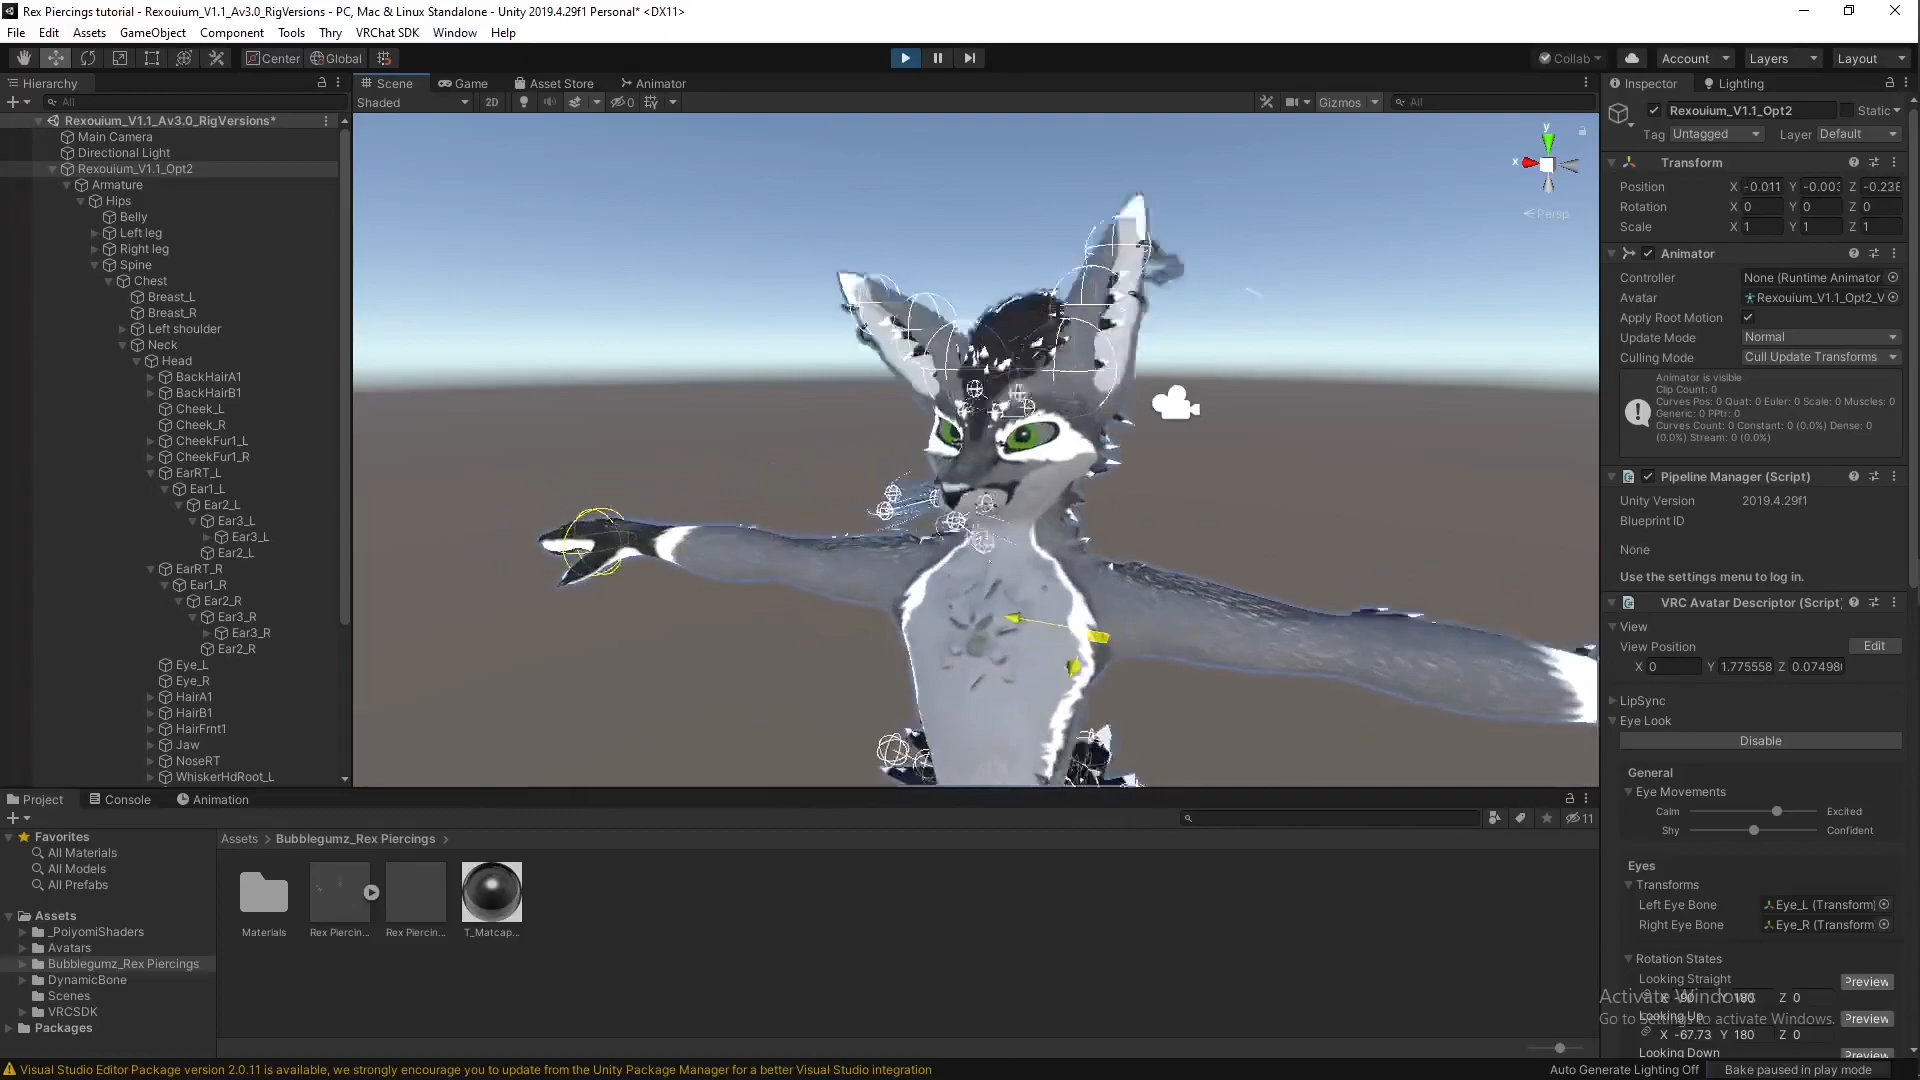 Rex Piercings tutorial - Rexouium_V1.1_Av3.0_RigVersions - PC, Mac & Linux Standalone - Unity 2019.4.29f1 Personal* <DX11>
File Edit Assets GameObject Component Tools Thry VRChat SDK Window Help
Center Global Collab Account Layers Layout
Hierarchy
All
Rexouium_V1.1_Av3.0_RigVersions*
Main Camera
Directional Light
Rexouium_V1.1_Opt2
Armature
Hips
Belly
Left leg
Right leg
Spine
Chest
Breast_L
Breast_R
Left shoulder
Neck
Head
BackHairA1
BackHairB1
Cheek_L
Cheek_R
CheekFur1_L
CheekFur1_R
EarRT_L
Ear1_L
Ear2_L
Ear3_L
Ear3_L
Ear2_L
EarRT_R
Ear1_R
Ear2_R
Ear3_R
Ear3_R
Ear2_R
Eye_L
Eye_R
HairA1
HairB1
HairFrnt1
Jaw
NoseRT
WhiskerHdRoot_L
Scene Game Asset Store Animator
Shaded 2D 0 Gizmos All
y
x
Persp
Inspector Lighting
Rexouium_V1.1_Opt2 Static
Tag Untagged Layer Default
Transform
Position X -0.011 Y -0.003 Z -0.238
Rotation X 0 Y 0 Z 0
Scale X 1 Y 1 Z 1
Animator
Controller None (Runtime Animator
Avatar Rexouium_V1.1_Opt2_V
Apply Root Motion
Update Mode Normal
Culling Mode Cull Update Transforms
Animator is visible
Clip Count: 0
Curves Pos: 0 Quat: 0 Euler: 0 Scale: 0 Muscles: 0
Generic: 0 PPtr: 0
Curves Count: 0 Constant: 0 (0.0%) Dense: 0
(0.0%) Stream: 0 (0.0%)
Pipeline Manager (Script)
Unity Version 2019.4.29f1
Blueprint ID
None
Use the settings menu to log in.
VRC Avatar Descriptor (Script)
View
View Position Edit
X 0 Y 1.775558 Z 0.07498
LipSync
Eye Look
Disable
General
Eye Movements
Calm Excited
Shy Confident
Eyes
Transforms
Left Eye Bone Eye_L (Transform)
Right Eye Bone Eye_R (Transform
Rotation States
Looking Straight Preview
X -90 Y 180 Z 0
Looking Up Preview
X -67.73 Y 180 Z 0
Looking Down Preview
Activate Windows
Go to Settings to activate Windows.
Project Console Animation
11
Favorites
All Materials
All Models
All Prefabs
Assets
_PoiyomiShaders
Avatars
Bubblegumz_Rex Piercings
DynamicBone
Scenes
VRCSDK
Packages
Assets > Bubblegumz_Rex Piercings >
Materials Rex Piercin... Rex Piercin... T_Matcap...
Visual Studio Editor Package version 2.0.11 is available, we strongly encourage you to update from the Unity Package Manager for a better Visual Studio integration
Auto Generate Lighting Off Bake paused in play mode